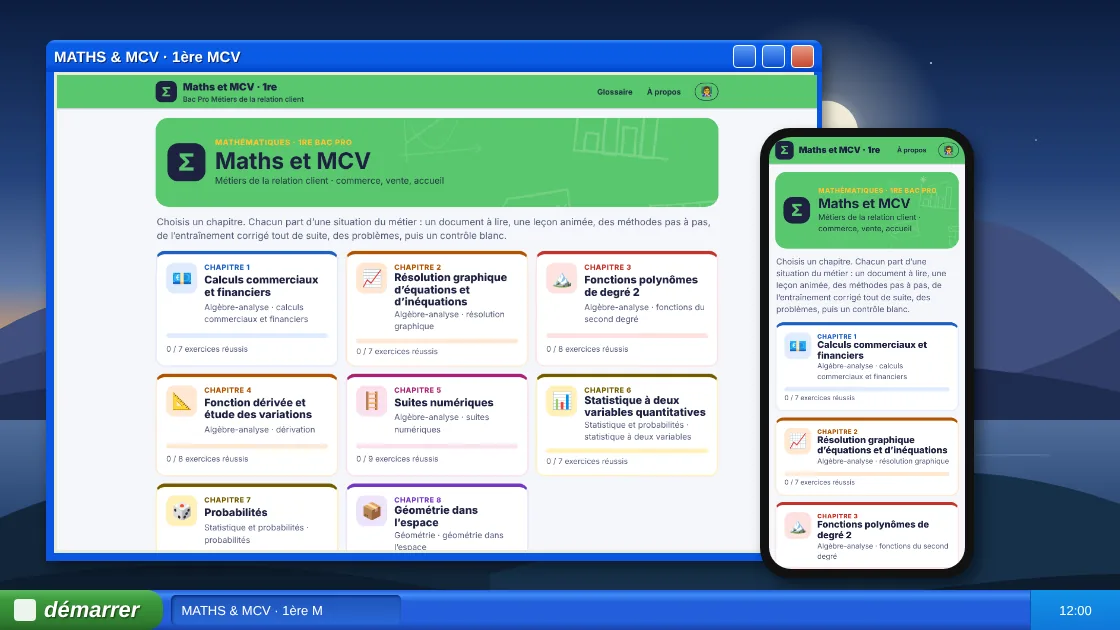 MATHS & MCV · 1ère MCV
Σ
Maths et MCV · 1re
Bac Pro Métiers de la relation client
Glossaire
À propos
MATHÉMATIQUES · 1RE BAC PRO
Σ
Maths et MCV
Métiers de la relation client · commerce, vente, accueil
Choisis un chapitre. Chacun part d'une situation du métier : un document à lire, une leçon animée, des méthodes pas à pas,
de l'entraînement corrigé tout de suite, des problèmes, puis un contrôle blanc.
CHAPITRE 1
Calculs commerciaux
et financiers
Algèbre-analyse · calculs
commerciaux et financiers
0 / 7 exercices réussis
CHAPITRE 2
Résolution graphique
d'équations et
d'inéquations
Algèbre-analyse · résolution
graphique
0 / 7 exercices réussis
CHAPITRE 3
Fonctions polynômes
de degré 2
Algèbre-analyse · fonctions du
second degré
0 / 8 exercices réussis
CHAPITRE 4
Fonction dérivée et
étude des variations
Algèbre-analyse · dérivation
0 / 8 exercices réussis
CHAPITRE 5
Suites numériques
Algèbre-analyse · suites
numériques
0 / 9 exercices réussis
CHAPITRE 6
Statistique à deux
variables quantitatives
Statistique et probabilités ·
statistique à deux variables
0 / 7 exercices réussis
CHAPITRE 7
Probabilités
Statistique et probabilités ·
probabilités
CHAPITRE 8
Géométrie dans
l'espace
Géométrie · géométrie dans
l'espace
Σ
Maths et MCV · 1re
À propos
MATHÉMATIQUES · 1RE BAC PRO
Σ
Maths et MCV
Métiers de la relation client ·
commerce, vente, accueil
Choisis un chapitre. Chacun part d'une
situation du métier : un document à lire, une
leçon animée, des méthodes pas à pas, de
l'entraînement corrigé tout de suite, des
problèmes, puis un contrôle blanc.
CHAPITRE 1
Calculs commerciaux et
financiers
Algèbre-analyse · calculs
commerciaux et financiers
0 / 7 exercices réussis
CHAPITRE 2
Résolution graphique
d'équations et d'inéquations
Algèbre-analyse · résolution graphique
0 / 7 exercices réussis
CHAPITRE 3
Fonctions polynômes de
degré 2
Algèbre-analyse · fonctions du second
degré
démarrer
MATHS & MCV · 1ère M
12:00